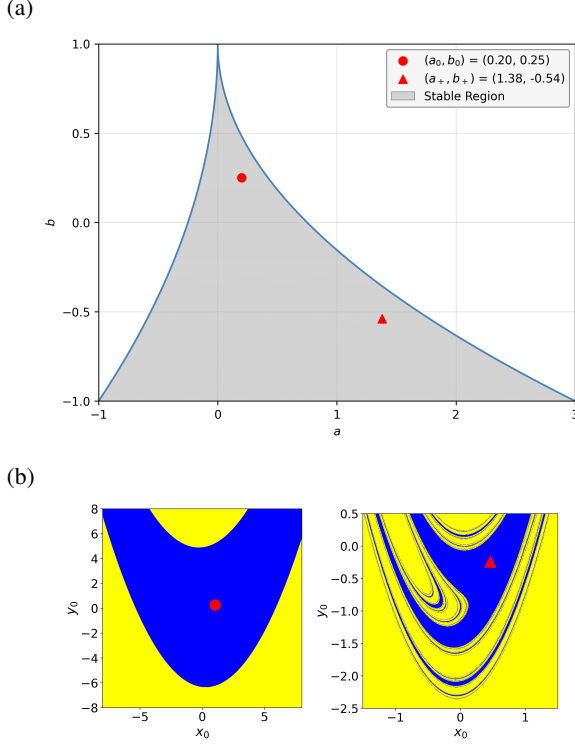 (a)
1.0
0.5
0.0
−0.5
−1.0
b
−1
0
1
2
3
a
(a₀, b₀) = (0.20, 0.25)
(a₊, b₊) = (1.38, -0.54)
Stable Region
(b)
8
6
4
2
0
−2
−4
−6
−8
y₀
−5
0
5
x₀
0.5
0.0
−0.5
−1.0
−1.5
−2.0
−2.5
y₀
−1
0
1
x₀